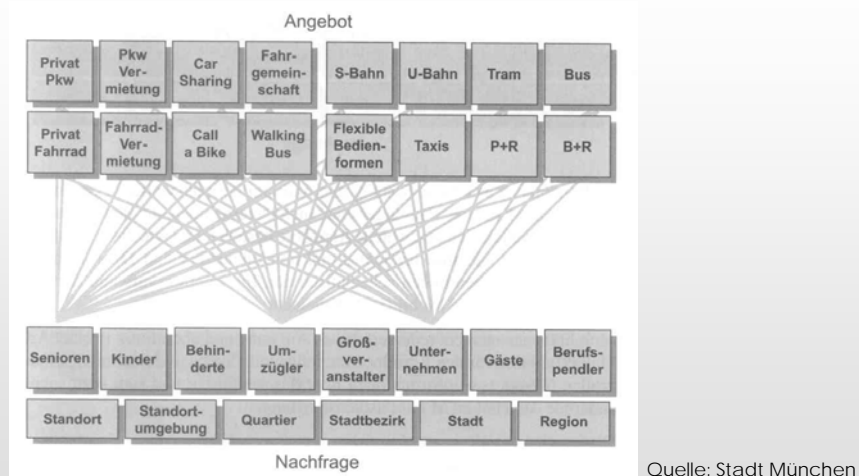 Angebot
Privat Pkw
Pkw Ver-mietung
Car Sharing
Fahr-gemein-schaft
S-Bahn
U-Bahn
Tram
Bus
Privat Fahrrad
Fahrrad-Ver-mietung
Call a Bike
Walking Bus
Flexible Bedien-formen
Taxis
P+R
B+R
Senioren
Kinder
Behin-derte
Um-zügler
Groß-ver-anstalter
Unter-nehmen
Gäste
Berufs-pendler
Standort
Standort-umgebung
Quartier
Stadtbezirk
Stadt
Region
Nachfrage
Quelle: Stadt München